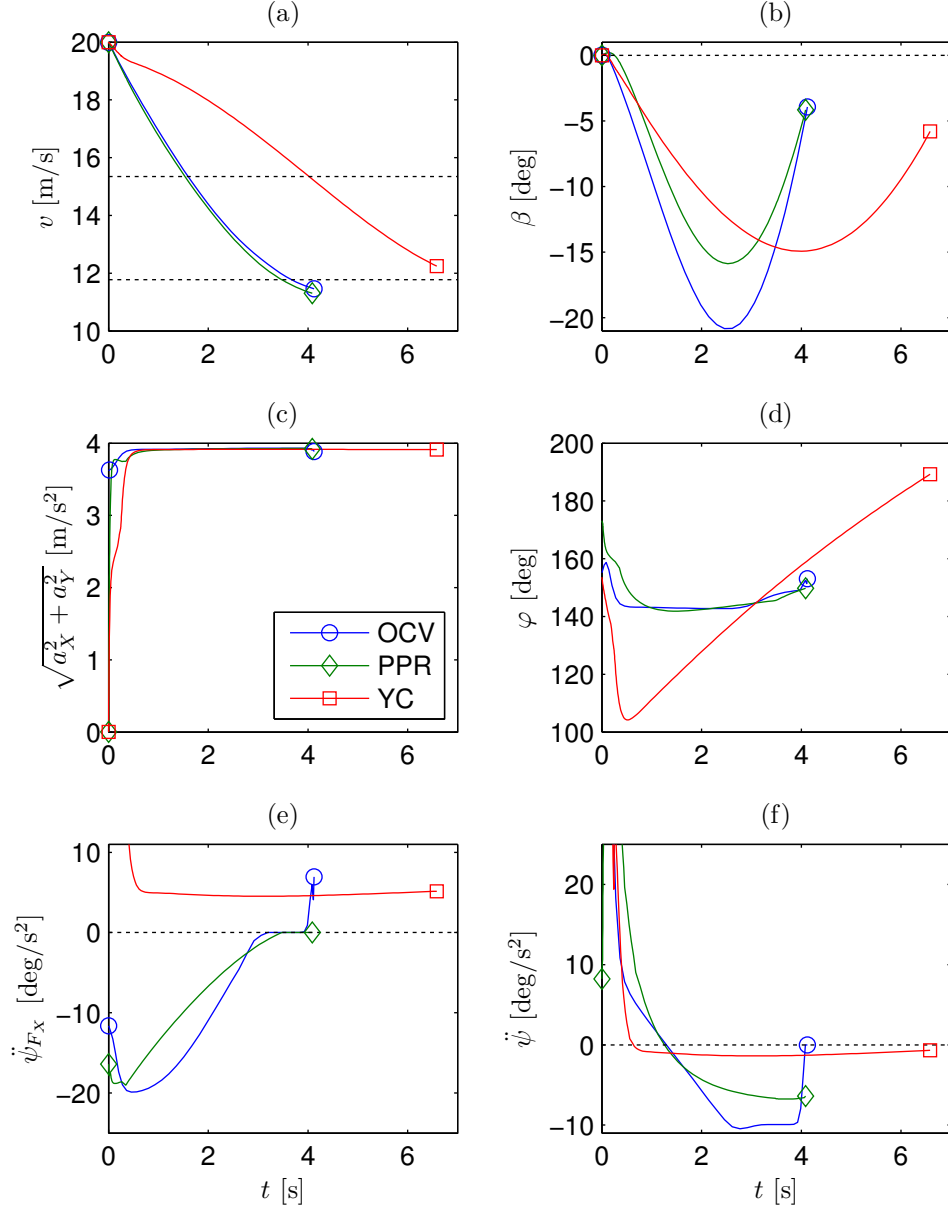 (a)
20
18
16
14
12
10
v [m/s]
0 2 4 6
(b)
0
−5
−10
−15
−20
β [deg]
0 2 4 6
(c)
4
3
2
1
0
√a_X^2 + a_Y^2 [m/s^2]
0 2 4 6
OCV
PPR
YC
(d)
200
180
160
140
120
100
φ [deg]
0 2 4 6
(e)
10
0
−10
−20
ψ̈_{F_X} [deg/s^2]
0 2 4 6
t [s]
(f)
20
10
0
−10
ψ̈ [deg/s^2]
0 2 4 6
t [s]